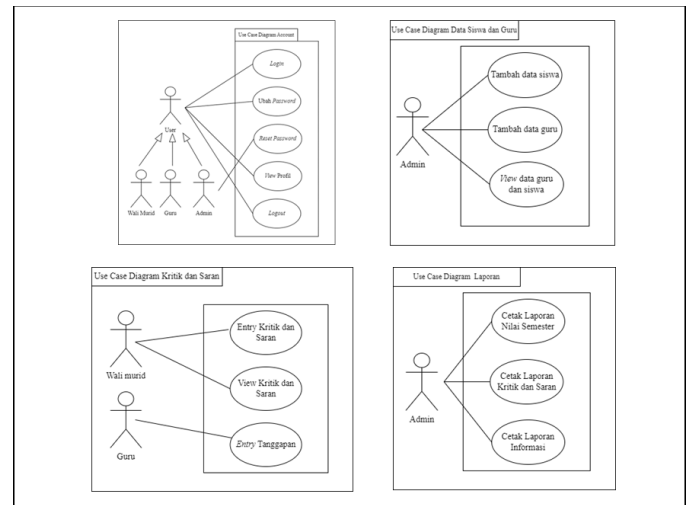 Use Case Diagram Account
Login
Ubah Password
Reset Password
View Profil
Logout
User
Wali Murid
Guru
Admin
Use Case Diagram Data Siswa dan Guru
Tambah data siswa
Tambah data guru
View data guru
dan siswa
Admin
Use Case Diagram Kritik dan Saran
Entry Kritik dan
Saran
View Kritik dan
Saran
Entry Tanggapan
Wali murid
Guru
Use Case Diagram Laporan
Cetak Laporan
Nilai Semester
Cetak Laporan
Kritik dan Saran
Cetak Laporan
Informasi
Admin